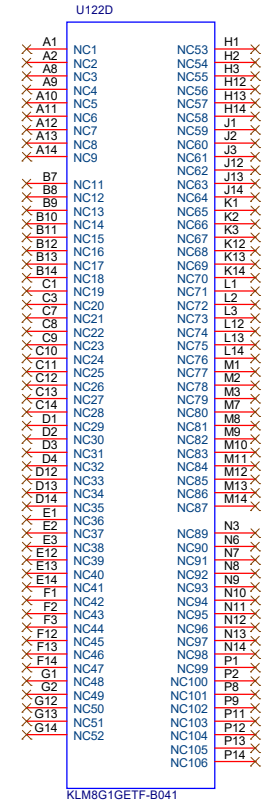 U122D
A1 NC1 NC53 H1
A2 NC2 NC54 H2
A8 NC3 NC55 H3
A9 NC4 NC56 H12
A10 NC5 NC57 H13
A11 NC6 NC58 H14
A12 NC7 NC59 J1
A13 NC8 NC60 J2
A14 NC9 NC61 J3
NC62 J12
B7 NC11 NC63 J13
B8 NC12 NC64 J14
B9 NC13 NC65 K1
B10 NC14 NC66 K2
B11 NC15 NC67 K3
B12 NC16 NC68 K12
B13 NC17 NC69 K13
B14 NC18 NC70 K14
C1 NC19 NC71 L1
C3 NC20 NC72 L2
C7 NC21 NC73 L3
C8 NC22 NC74 L12
C9 NC23 NC75 L13
C10 NC24 NC76 L14
C11 NC25 NC77 M1
C12 NC26 NC78 M2
C13 NC27 NC79 M3
C14 NC28 NC80 M7
D1 NC29 NC81 M8
D2 NC30 NC82 M9
D3 NC31 NC83 M10
D4 NC32 NC84 M11
D12 NC33 NC85 M12
D13 NC34 NC86 M13
D14 NC35 NC87 M14
E1 NC36
E2 NC37 NC89 N3
E3 NC38 NC90 N6
E12 NC39 NC91 N7
E13 NC40 NC92 N8
E14 NC41 NC93 N9
F1 NC42 NC94 N10
F2 NC43 NC95 N11
F3 NC44 NC96 N12
F12 NC45 NC97 N13
F13 NC46 NC98 N14
F14 NC47 NC99 P1
G1 NC48 NC100 P2
G2 NC49 NC101 P8
G12 NC50 NC102 P9
G13 NC51 NC103 P11
G14 NC52 NC104 P12
NC105 P13
NC106 P14
KLM8G1GETF-B041